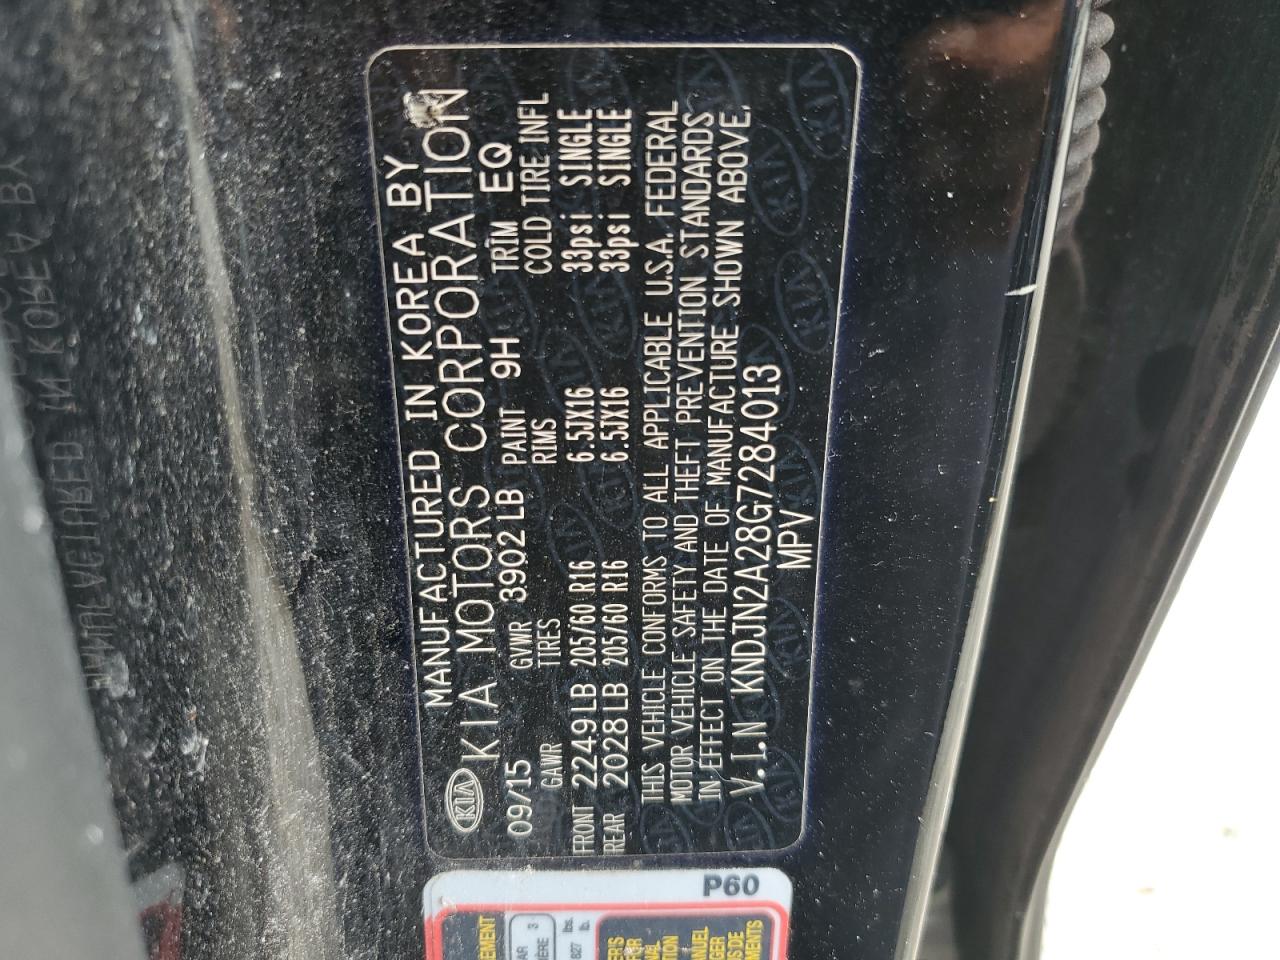 MANUFACTURED IN KOREA BY
KIA KIA MOTORS CORPORATION
09/15 GVWR 3902LB PAINT 9H TRIM EQ
GAWR TIRES RIMS COLD TIRE INFL
FRONT 2249LB 205/60 R16 6.5JX16 33psi SINGLE
REAR 2028LB 205/60 R16 6.5JX16 33psi SINGLE
THIS VEHICLE CONFORMS TO ALL APPLICABLE U.S.A. FEDERAL
MOTOR VEHICLE SAFETY AND THEFT PREVENTION STANDARDS
IN EFFECT ON THE DATE OF MANUFACTURE SHOWN ABOVE.
V.I.N KNDJN2A28G7284013
MPV
P60